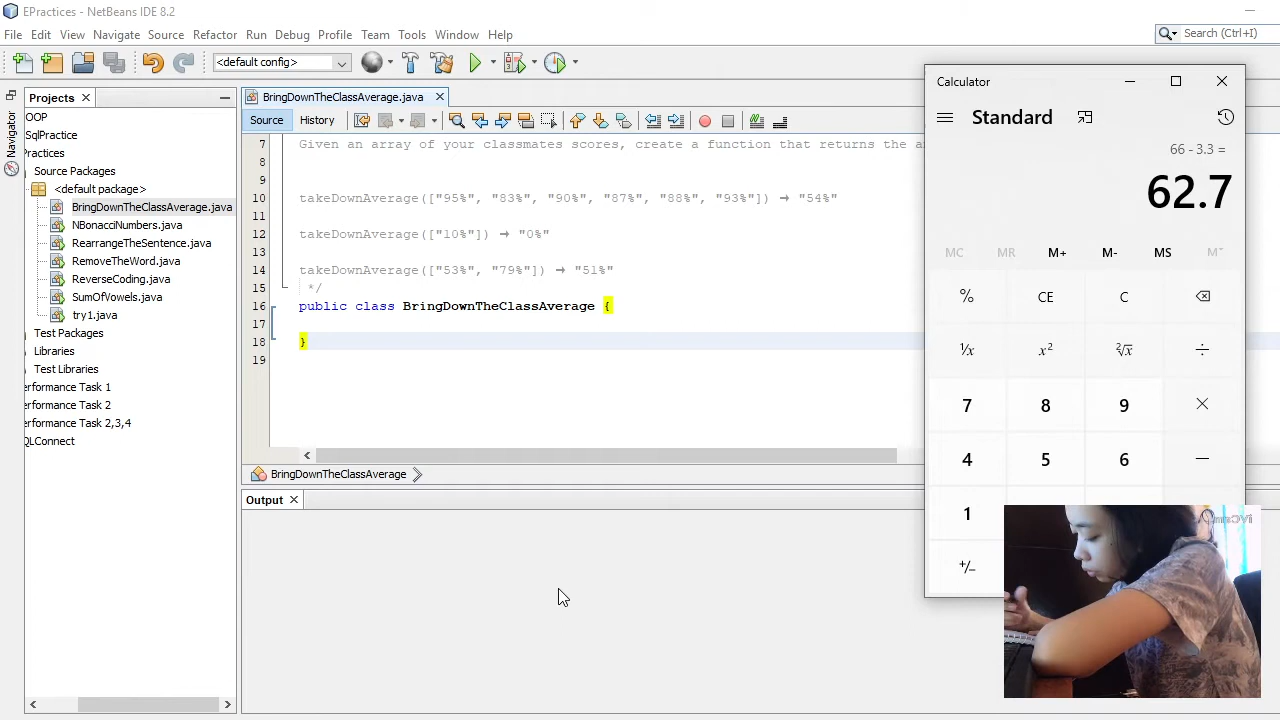 EPractices - NetBeans IDE 8.2
File Edit View Navigate Source Refactor Run Debug Profile Team Tools Window Help
<default config>
Search (Ctrl+I)
Projects
Navigator
OOP
SqlPractice
Practices
Source Packages
<default package>
BringDownTheClassAverage.java
NBonacciNumbers.java
RearrangeTheSentence.java
RemoveTheWord.java
ReverseCoding.java
SumOfVowels.java
try1.java
Test Packages
Libraries
Test Libraries
erformance Task 1
erformance Task 2
erformance Task 2,3,4
QLConnect
BringDownTheClassAverage.java
Source History
7 Given an array of your classmates scores, create a function that returns the a
8
9
10 takeDownAverage(["95%", "83%", "90%", "87%", "88%", "93%"]) → "54%"
11
12 takeDownAverage(["10%"]) → "0%"
13
14 takeDownAverage(["53%", "79%"]) → "51%"
15 */
16 public class BringDownTheClassAverage {
17
18 }
19
BringDownTheClassAverage
Output
Calculator
Standard
66 - 3.3 =
62.7
MC MR M+ M- MS M˅
% CE C
⅟x x² ²√x ÷
7 8 9 ×
4 5 6 −
1
+/−